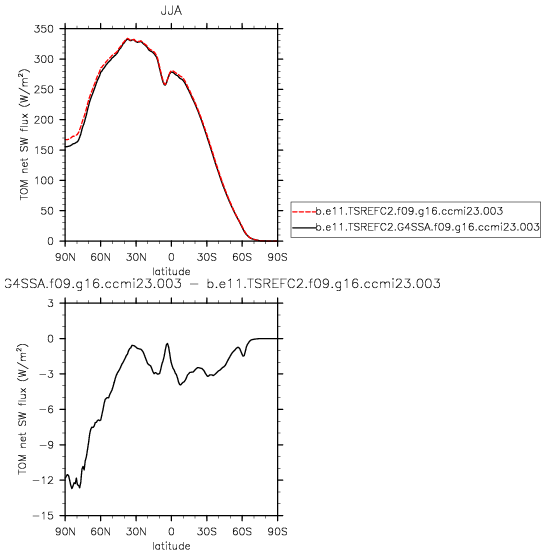 JJA
350
300
250
200
150
100
50
0
TOM net SW flux (W/m²)
90N 60N 30N 0 30S 60S 90S
latitude
b.e11.TSREFC2.f09.g16.ccmi23.003
b.e11.TSREFC2.G4SSA.f09.g16.ccmi23.003
G4SSA.f09.g16.ccmi23.003 - b.e11.TSREFC2.f09.g16.ccmi23.003
3
0
-3
-6
-9
-12
-15
TOM net SW flux (W/m²)
90N 60N 30N 0 30S 60S 90S
latitude